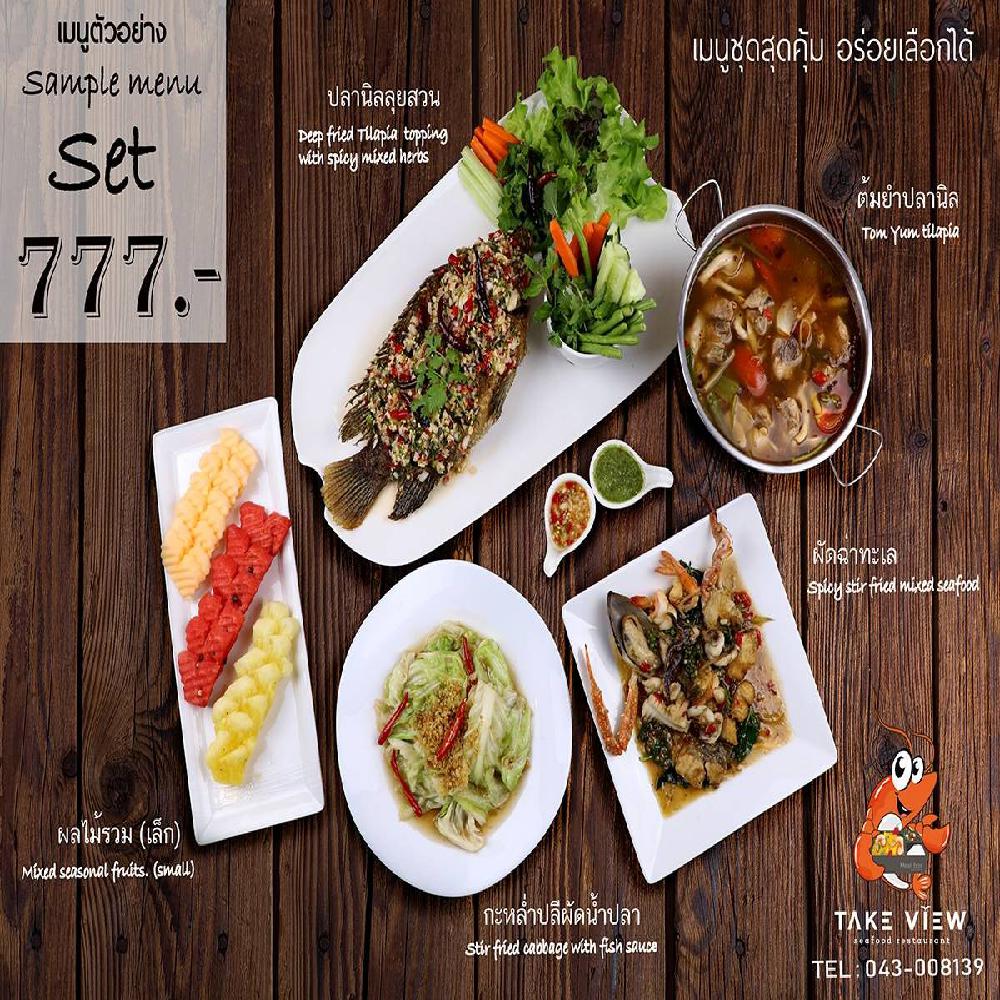 เมนูตัวอย่าง
Sample menu
Set
777.-
เมนูชุดสุดคุ้ม อร่อยเลือกได้
ปลานิลลุยสวน
Deep fried Tilapia topping
with spicy mixed herbs
ต้มยำปลานิล
Tom Yum tilapia
ผัดฉ่าทะเล
Spicy stir fried mixed seafood
ผลไม้รวม (เล็ก)
Mixed seasonal fruits. (small)
กะหล่ำปลีผัดน้ำปลา
Stir fried cabbage with fish sauce
TAKE VIEW
seafood restaurant
TEL : 043-008139